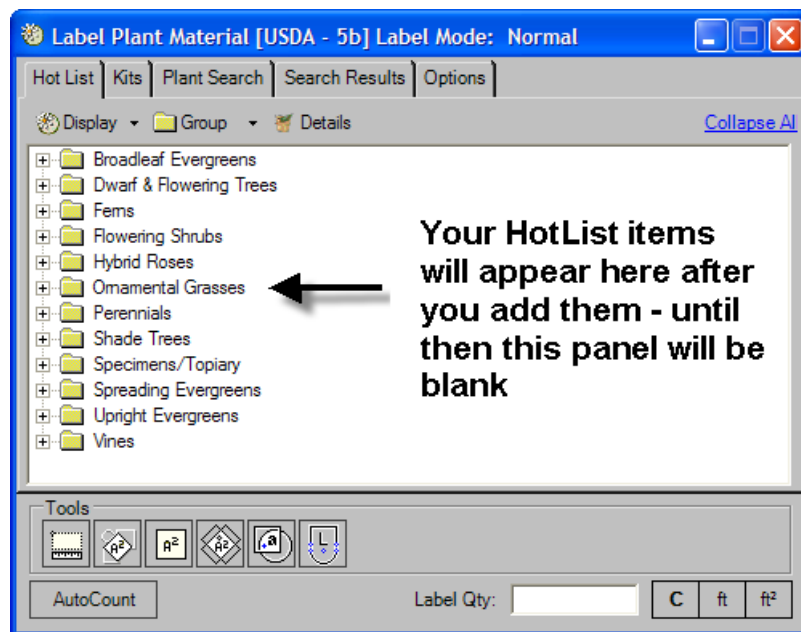 Label Plant Material [USDA - 5b] Label Mode: Normal
Hot List Kits Plant Search Search Results Options
Display Group Details Collapse Al
Broadleaf Evergreens
Dwarf & Flowering Trees
Ferns
Flowering Shrubs
Hybrid Roses
Ornamental Grasses
Perennials
Shade Trees
Specimens/Topiary
Spreading Evergreens
Upright Evergreens
Vines
Your HotList items
will appear here after
you add them - until
then this panel will be
blank
Tools
A² A² A² a L
AutoCount Label Qty: C ft ft²